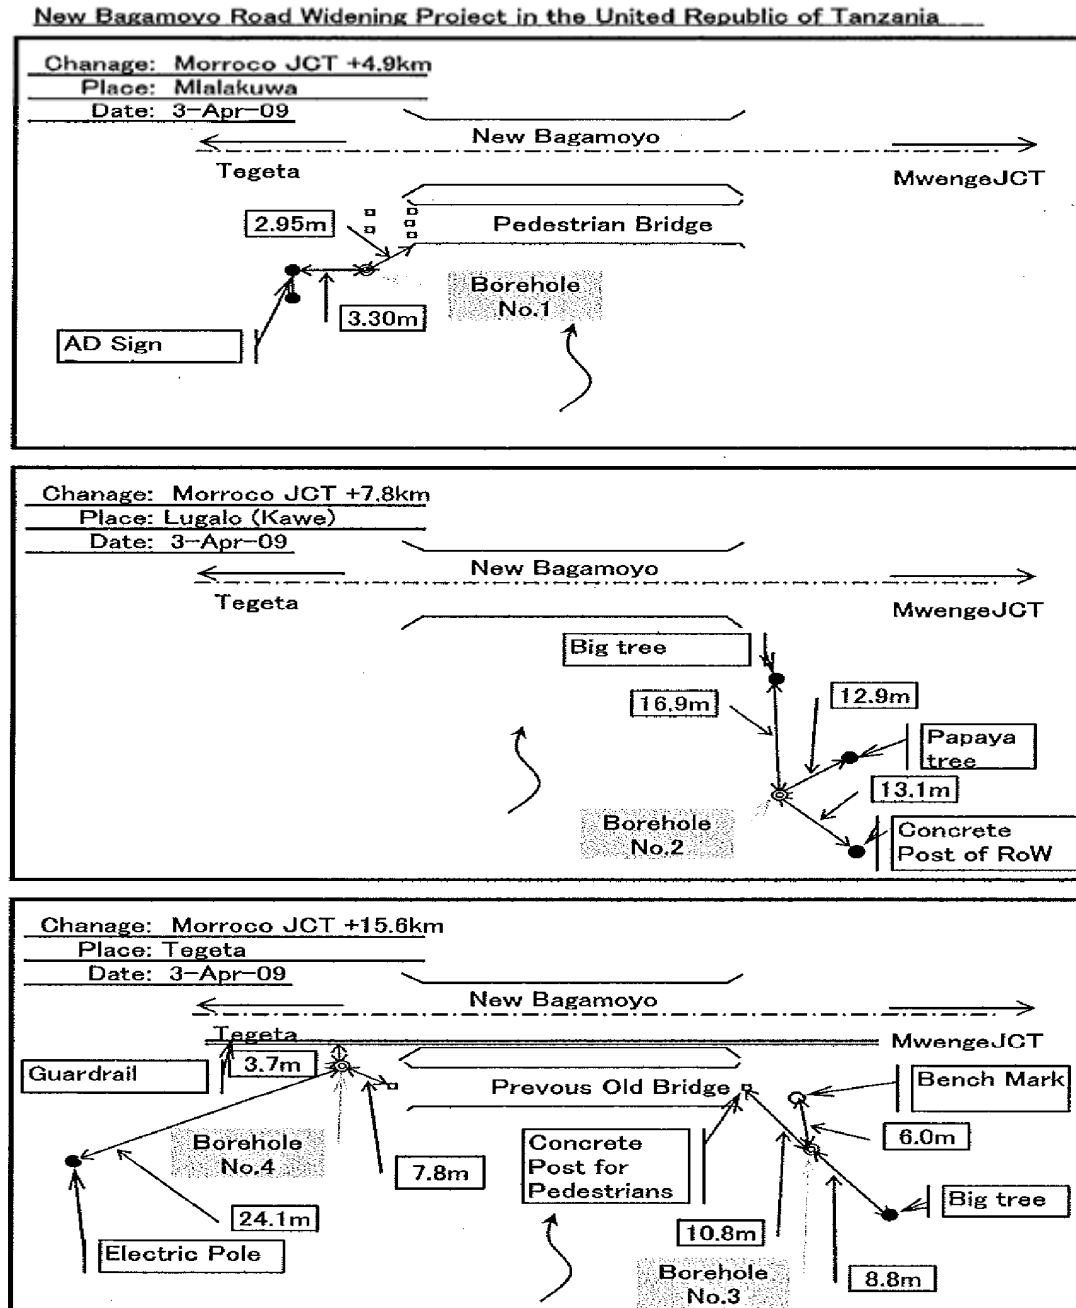 New Bagamoyo Road Widening Project in the United Republic of Tanzania
Chanage: Morroco JCT +4.9km
Place: Mlalakuwa
Date: 3-Apr-09
New Bagamoyo
Tegeta
MwengeJCT
2.95m
Pedestrian Bridge
Borehole
No.1
3.30m
AD Sign
Chanage: Morroco JCT +7.8km
Place: Lugalo (Kawe)
Date: 3-Apr-09
New Bagamoyo
Tegeta
MwengeJCT
Big tree
16.9m
12.9m
Papaya
tree
13.1m
Borehole
No.2
Concrete
Post of RoW
Chanage: Morroco JCT +15.6km
Place: Tegeta
Date: 3-Apr-09
New Bagamoyo
Tegeta
MwengeJCT
Guardrail
3.7m
Prevous Old Bridge
Bench Mark
Borehole
No.4
7.8m
Concrete
Post for
Pedestrians
6.0m
24.1m
10.8m
Big tree
Electric Pole
Borehole
No.3
8.8m